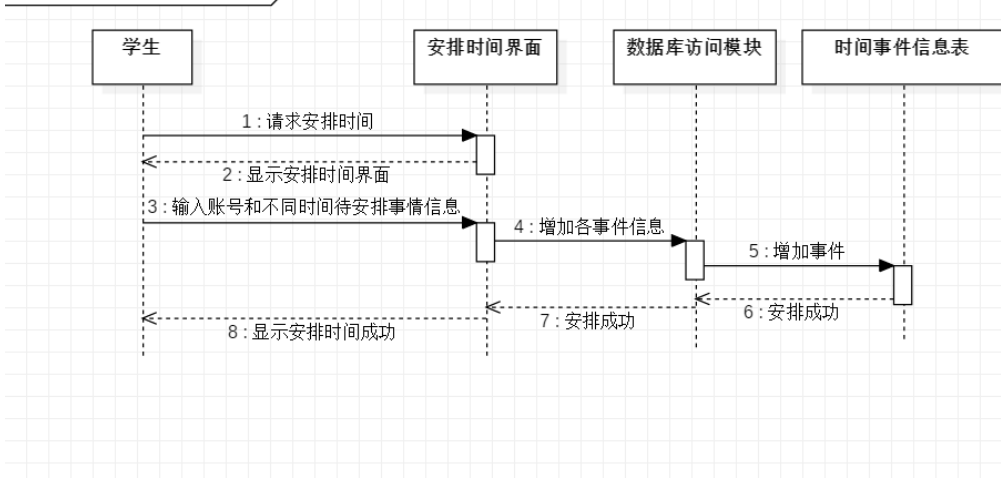 学生
安排时间界面
数据库访问模块
时间事件信息表
1 : 请求安排时间
2 : 显示安排时间界面
3 : 输入账号和不同时间待安排事情信息
4 : 增加各事件信息
5 : 增加事件
6 : 安排成功
7 : 安排成功
8 : 显示安排时间成功